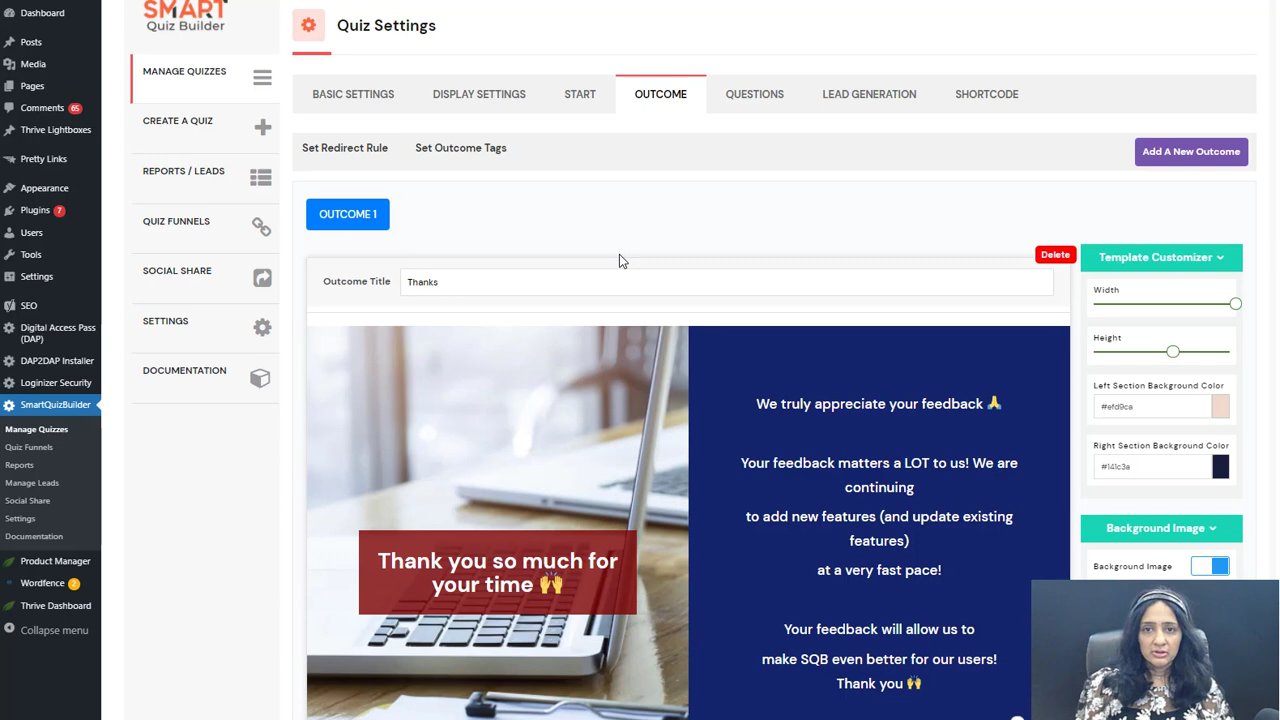 Dashboard
Posts
Media
Pages
Comments 65
Thrive Lightboxes
Pretty Links
Appearance
Plugins 7
Users
Tools
Settings
SEO
Digital Access Pass
(DAP)
DAP2DAP Installer
Loginizer Security
SmartQuizBuilder
Manage Quizzes
Quiz Funnels
Reports
Manage Leads
Social Share
Settings
Documentation
Product Manager
Wordfence 2
Thrive Dashboard
Collapse menu
SMART
Quiz Builder
MANAGE QUIZZES
CREATE A QUIZ
REPORTS / LEADS
QUIZ FUNNELS
SOCIAL SHARE
SETTINGS
DOCUMENTATION
Quiz Settings
BASIC SETTINGS DISPLAY SETTINGS START OUTCOME QUESTIONS LEAD GENERATION SHORTCODE
Set Redirect Rule Set Outcome Tags Add A New Outcome
OUTCOME 1
Delete
Outcome Title Thanks
Thank you so much for
your time 🙌
We truly appreciate your feedback 🙏
Your feedback matters a LOT to us! We are
continuing
to add new features (and update existing
features)
at a very fast pace!
Your feedback will allow us to
make SQB even better for our users!
Thank you 🙌
Template Customizer
Width
Height
Left Section Background Color
#efd9ca
Right Section Background Color
#141c3a
Background Image
Background Image